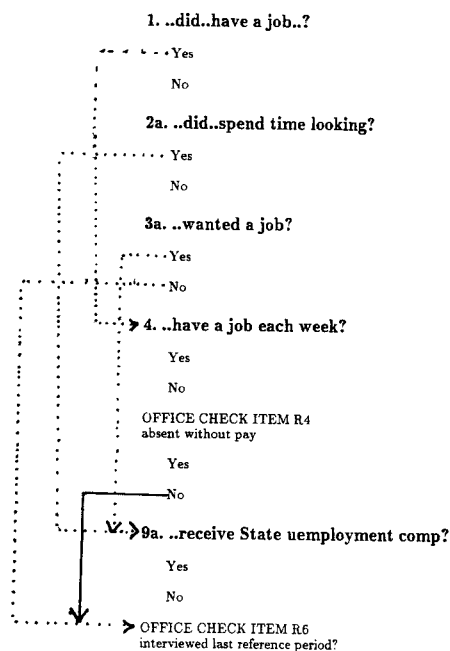 1. ..did..have a job..?
Yes
No
2a. ..did..spend time looking?
Yes
No
3a. ..wanted a job?
Yes
No
4. ..have a job each week?
Yes
No
OFFICE CHECK ITEM R4
absent without pay
Yes
No
9a. ..receive State uemployment comp?
Yes
No
OFFICE CHECK ITEM R6
interviewed last reference period?